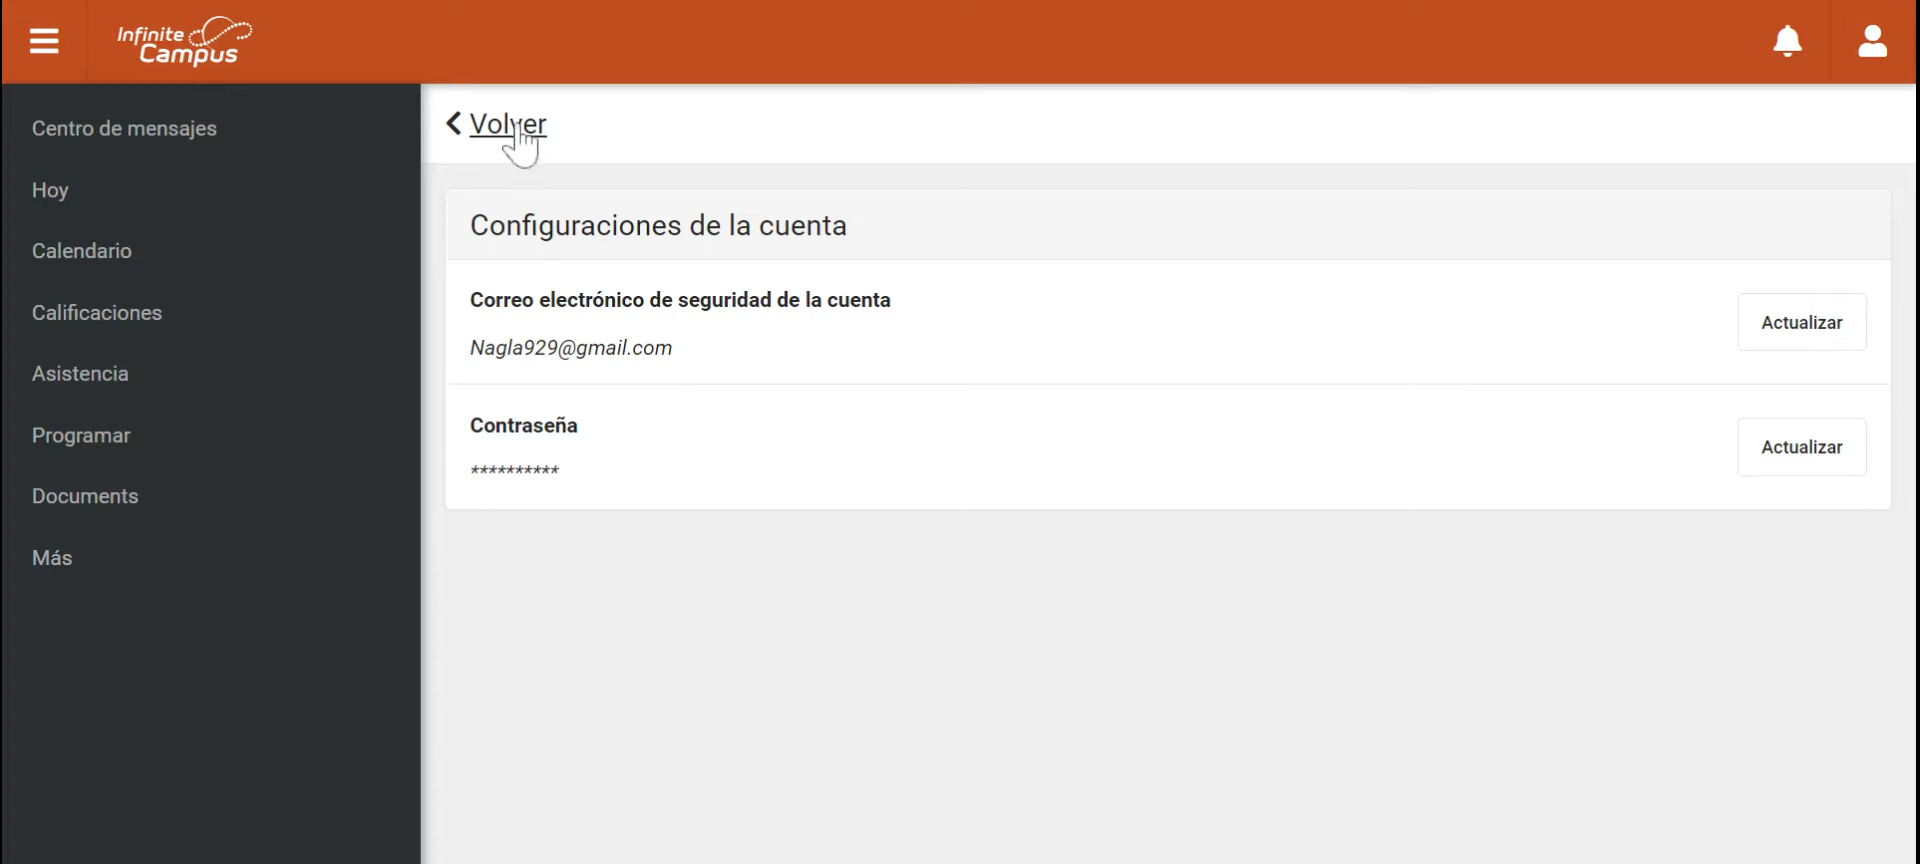 Infinite
Campus
Centro de mensajes
Hoy
Calendario
Calificaciones
Asistencia
Programar
Documents
Más
Volver
Configuraciones de la cuenta
Correo electrónico de seguridad de la cuenta
Nagla929@gmail.com
Actualizar
Contraseña
**********
Actualizar